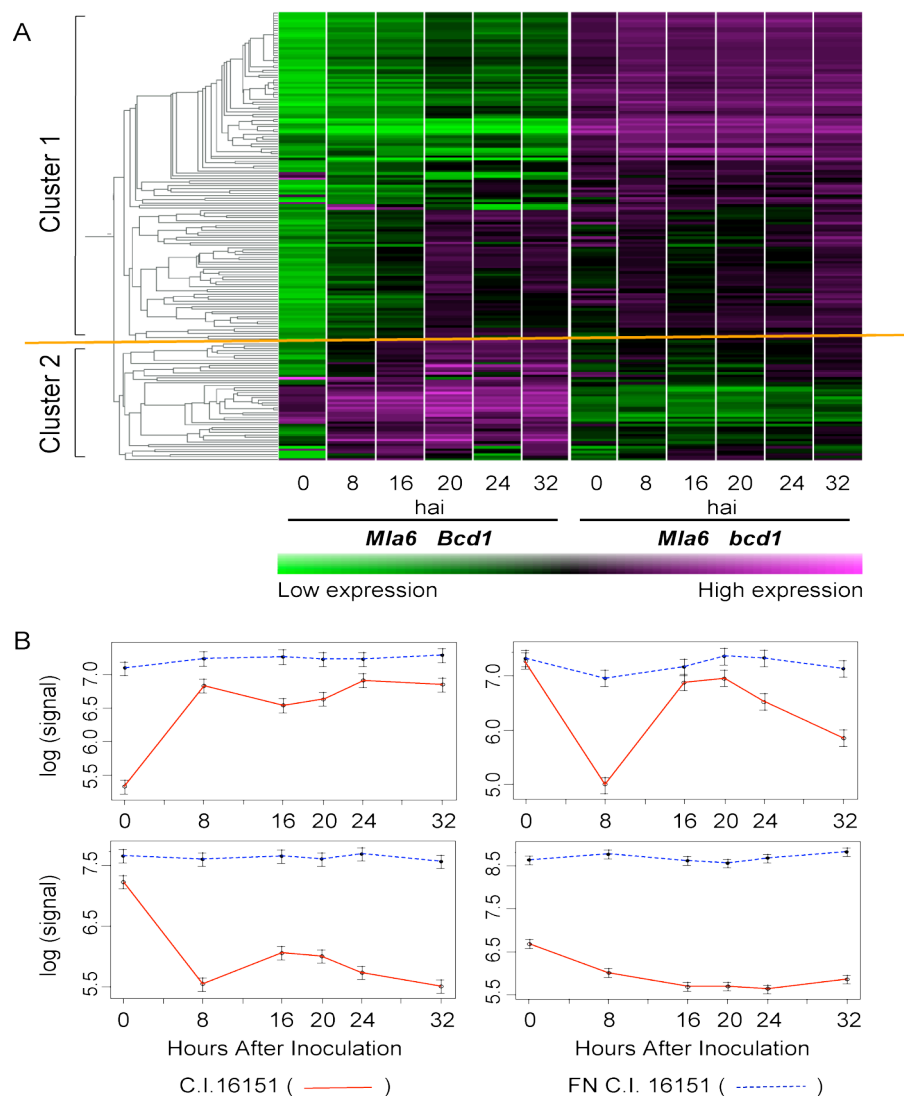 A
Cluster 1
Cluster 2
0 8 16 20 24 32 0 8 16 20 24 32
hai hai
Mla6 Bcd1 Mla6 bcd1
Low expression High expression
B
log (signal)
7.0
6.5
6.0
5.5
0 8 16 20 24 32
7.0
6.0
5.0
0 8 16 20 24 32
log (signal)
7.5
6.5
5.5
0 8 16 20 24 32
8.5
7.5
6.5
5.5
0 8 16 20 24 32
Hours After Inoculation Hours After Inoculation
C.I.16151 ( ) FN C.I. 16151 ( )